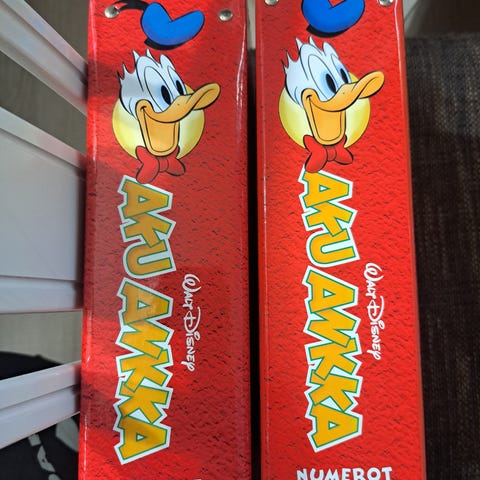 AKU ANKKA
WALT DISNEY
AKU ANKKA
WALT DISNEY
NUMEROT